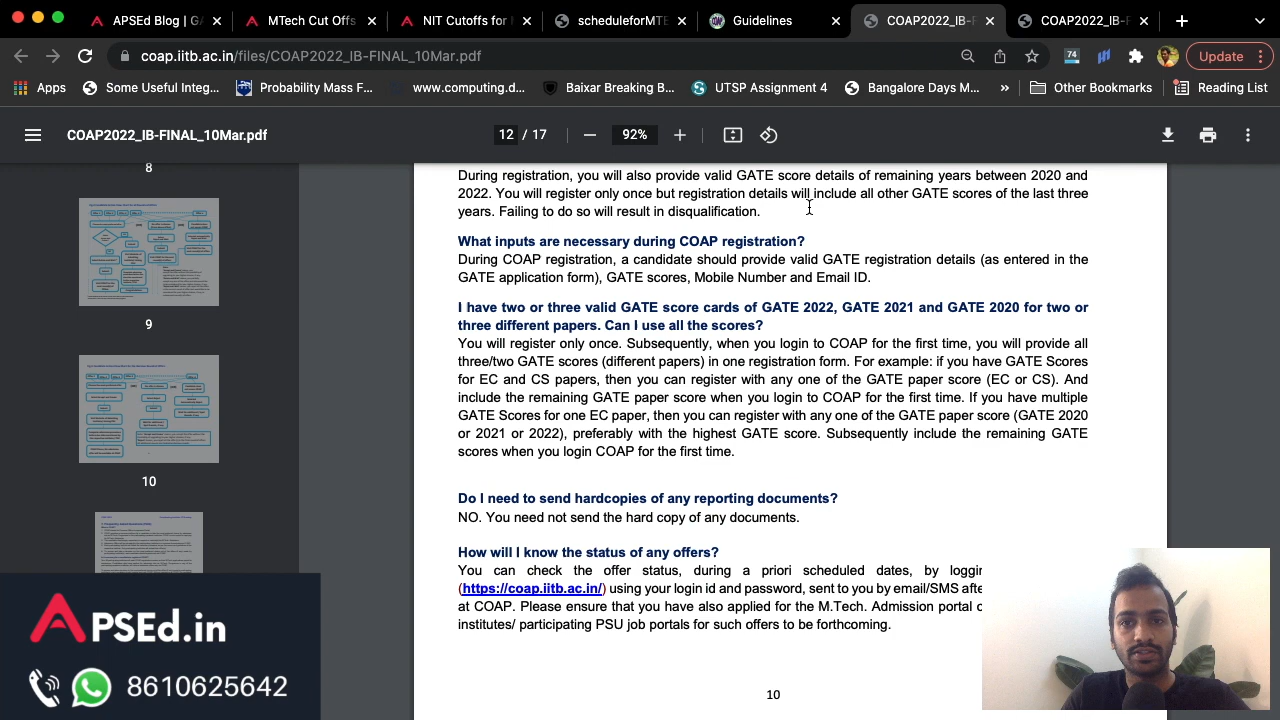 APSEd Blog | GA
MTech Cut Offs
NIT Cutoffs for
scheduleforMTE
Guidelines
COAP2022_IB-F
COAP2022_IB-F
coap.iitb.ac.in/files/COAP2022_IB-FINAL_10Mar.pdf
74
Update
Apps
Some Useful Integ...
Probability Mass F...
www.compgeng.d...
Baixar Breaking B...
UTSP Assignment 4
Bangalore Days M...
»
Other Bookmarks
Reading List
COAP2022_IB-FINAL_10Mar.pdf
12 / 17
92%
8
9
10
During registration, you will also provide valid GATE score details of remaining years between 2020 and
2022. You will register only once but registration details will include all other GATE scores of the last three
years. Failing to do so will result in disqualification.
What inputs are necessary during COAP registration?
During COAP registration, a candidate should provide valid GATE registration details (as entered in the
GATE application form), GATE scores, Mobile Number and Email ID.
I have two or three valid GATE score cards of GATE 2022, GATE 2021 and GATE 2020 for two or
three different papers. Can I use all the scores?
You will register only once. Subsequently, when you login to COAP for the first time, you will provide all
three/two GATE scores (different papers) in one registration form. For example: if you have GATE Scores
for EC and CS papers, then you can register with any one of the GATE paper score (EC or CS). And
include the remaining GATE paper score when you login to COAP for the first time. If you have multiple
GATE Scores for one EC paper, then you can register with any one of the GATE paper score (GATE 2020
or 2021 or 2022), preferably with the highest GATE score. Subsequently include the remaining GATE
scores when you login COAP for the first time.
Do I need to send hardcopies of any reporting documents?
NO. You need not send the hard copy of any documents.
How will I know the status of any offers?
You can check the offer status, during a priori scheduled dates, by loggin
(https://coap.iitb.ac.in/) using your login id and password, sent to you by email/SMS afte
at COAP. Please ensure that you have also applied for the M.Tech. Admission portal o
institutes/ participating PSU job portals for such offers to be forthcoming.
10
APSEd.in
8610625642